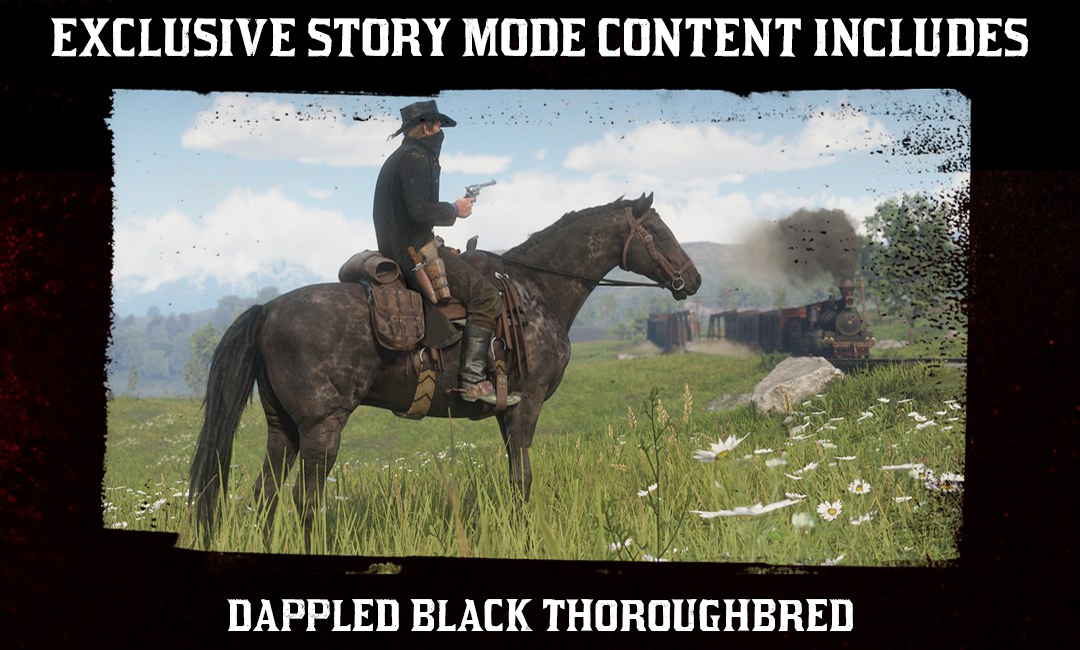 EXCLUSIVE STORY MODE CONTENT INCLUDES
DAPPLED BLACK THOROUGHBRED